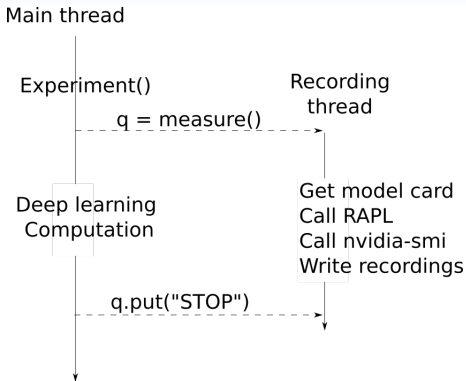 Main thread
Experiment()
Recording
thread
q = measure()
Deep learning
Computation
Get model card
Call RAPL
Call nvidia-smi
Write recordings
q.put("STOP")